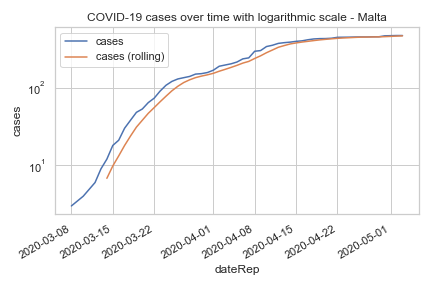 COVID-19 cases over time with logarithmic scale - Malta
cases
cases (rolling)
10²
10¹
cases
2020-03-08
2020-03-15
2020-03-22
2020-04-01
2020-04-08
2020-04-15
2020-04-22
2020-05-01
dateRep